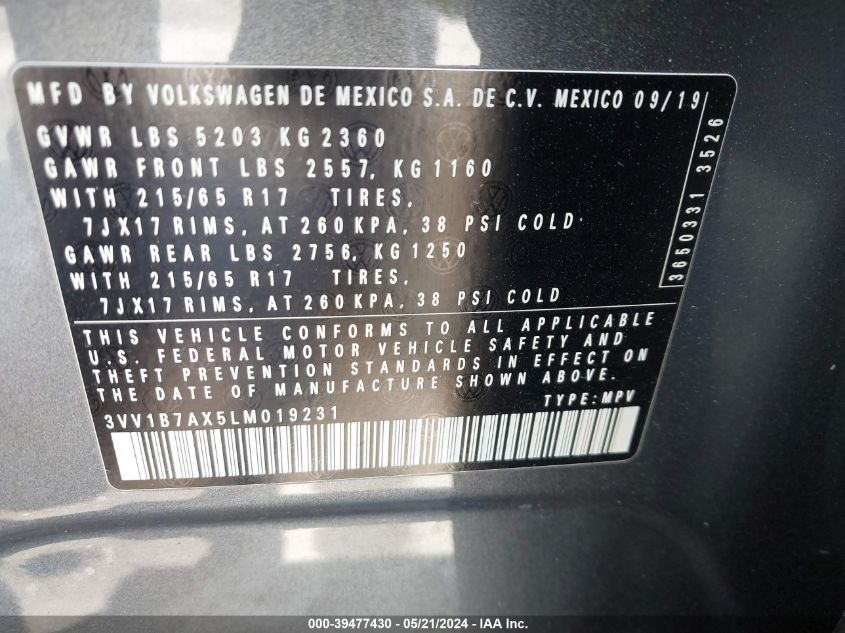 MFD BY VOLKSWAGEN DE MEXICO S.A. DE C.V. MEXICO 09/19
GVWR LBS 5203 KG 2360
GAWR FRONT LBS 2557, KG 1160
WITH 215/65 R17 TIRES,
7JX17 RIMS, AT 260 KPA, 38 PSI COLD
GAWR REAR LBS 2756, KG 1250
WITH 215/65 R17 TIRES,
7JX17 RIMS, AT 260 KPA, 38 PSI COLD
3650331 3526
THIS VEHICLE CONFORMS TO ALL APPLICABLE
U.S. FEDERAL MOTOR VEHICLE SAFETY AND
THEFT PREVENTION STANDARDS IN EFFECT ON
THE DATE OF MANUFACTURE SHOWN ABOVE.
3VV1B7AX5LM019231
TYPE: MPV
000-39477430 - 05/21/2024 - IAA Inc.